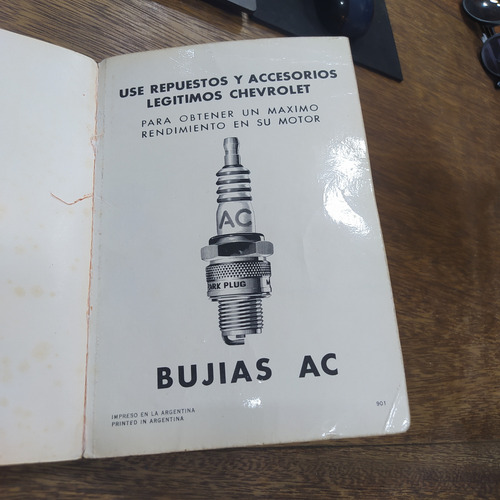 USE REPUESTOS Y ACCESORIOS
LEGITIMOS CHEVROLET
PARA OBTENER UN MAXIMO
RENDIMIENTO EN SU MOTOR
AC
ARK PLUG
BUJIAS AC
IMPRESO EN LA ARGENTINA
PRINTED IN ARGENTINA
901